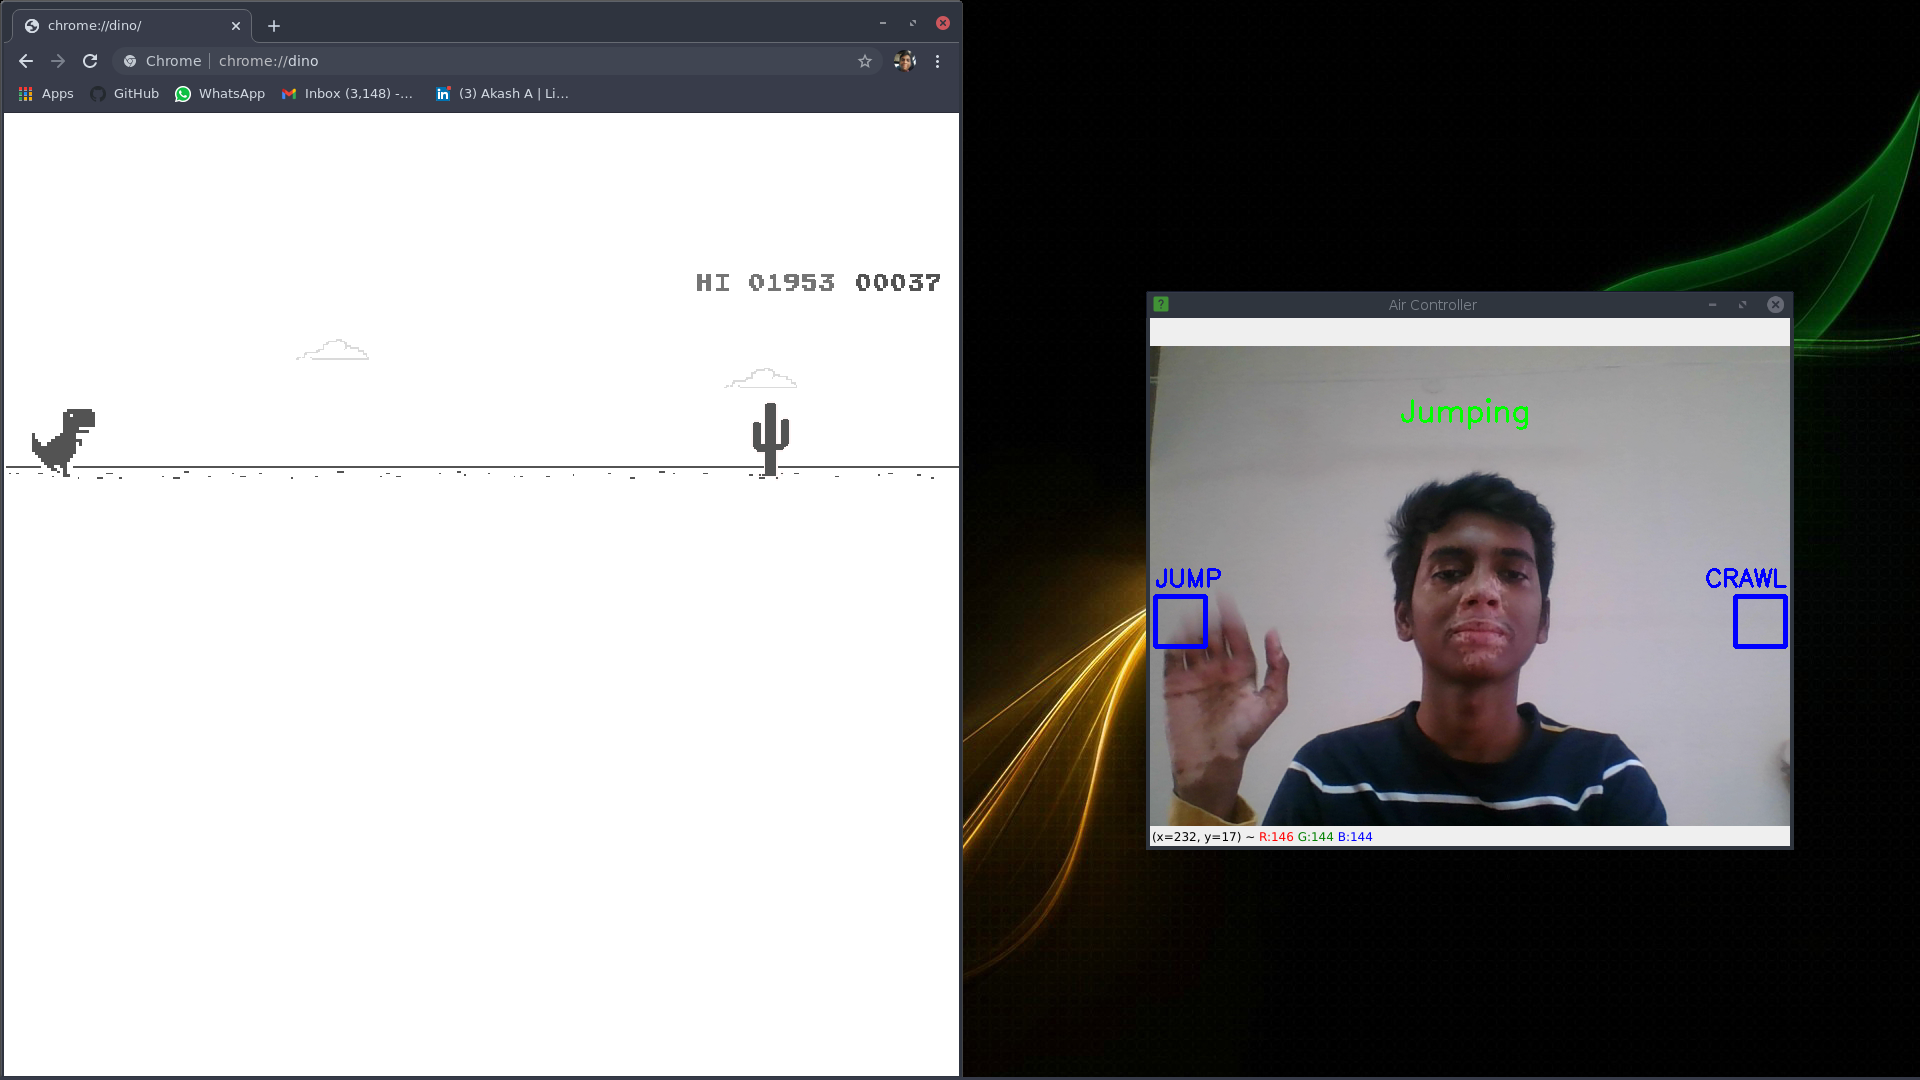 chrome://dino/
Chrome | chrome://dino
Apps GitHub WhatsApp Inbox (3,148) -... (3) Akash A | Li...
HI 01953 00037
Air Controller
Jumping
JUMP
CRAWL
(x=232, y=17) ~ R:146 G:144 B:144